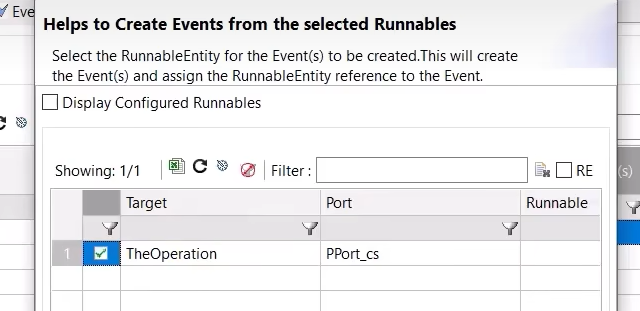 Eve
Helps to Create Events from the selected Runnables
Select the RunnableEntity for the Event(s) to be created.This will create
the Event(s) and assign the RunnableEntity reference to the Event.
Display Configured Runnables
Showing: 1/1 Filter : RE
(s)
Target Port Runnable
1 TheOperation PPort_cs